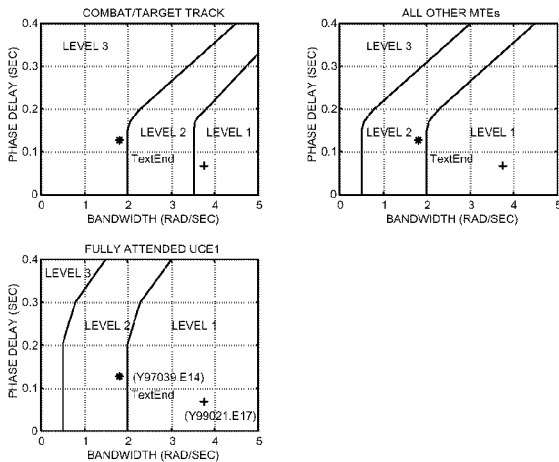 COMBAT/TARGET TRACK
0.4
0.3
0.2
0.1
0
PHASE DELAY (SEC)
LEVEL 3
LEVEL 2
LEVEL 1
TextEnd
0 1 2 3 4 5
BANDWIDTH (RAD/SEC)
ALL OTHER MTEs
0.4
0.3
0.2
0.1
0
PHASE DELAY (SEC)
LEVEL 3
LEVEL 2
LEVEL 1
TextEnd
0 1 2 3 4 5
BANDWIDTH (RAD/SEC)
FULLY ATTENDED UCE1
0.4
0.3
0.2
0.1
0
PHASE DELAY (SEC)
LEVEL 3
LEVEL 2
LEVEL 1
(Y97039.E14)
TextEnd
(Y99021.E17)
0 1 2 3 4 5
BANDWIDTH (RAD/SEC)